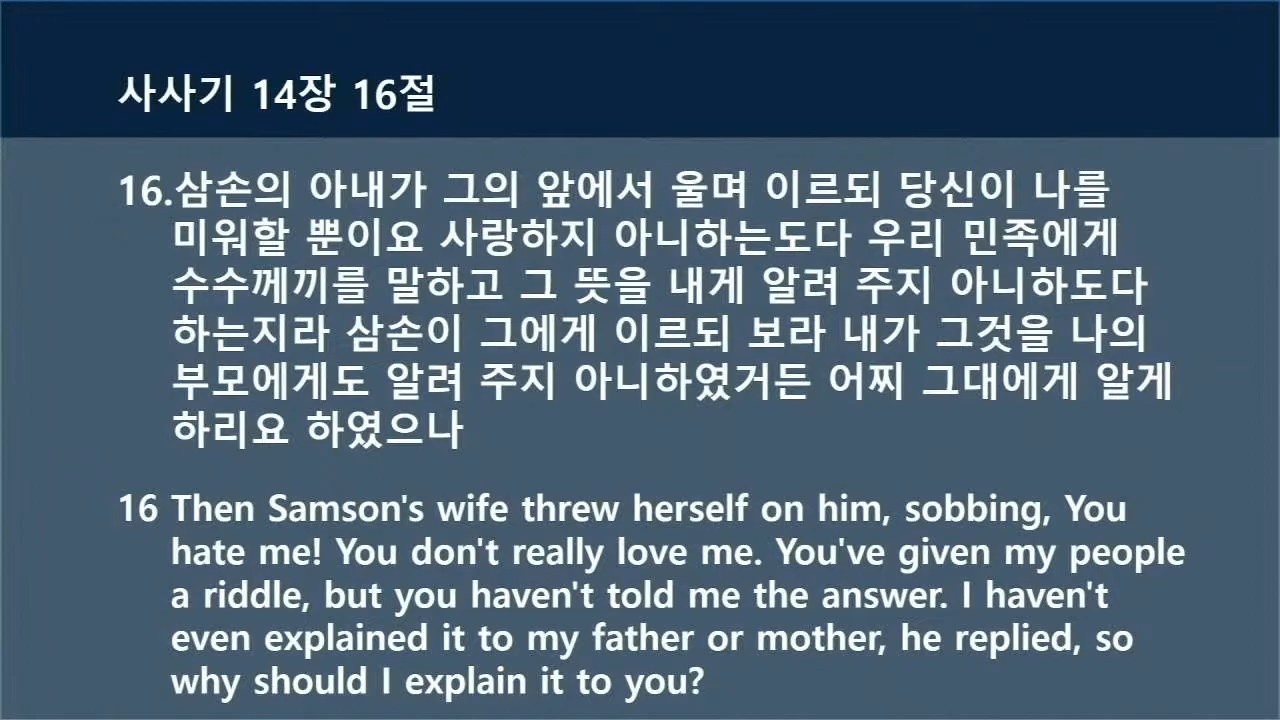 사사기 14장 16절
16.삼손의 아내가 그의 앞에서 울며 이르되 당신이 나를
미워할 뿐이요 사랑하지 아니하는도다 우리 민족에게
수수께끼를 말하고 그 뜻을 내게 알려 주지 아니하도다
하는지라 삼손이 그에게 이르되 보라 내가 그것을 나의
부모에게도 알려 주지 아니하였거든 어찌 그대에게 알게
하리요 하였으나
16 Then Samson's wife threw herself on him, sobbing, You
hate me! You don't really love me. You've given my people
a riddle, but you haven't told me the answer. I haven't
even explained it to my father or mother, he replied, so
why should I explain it to you?